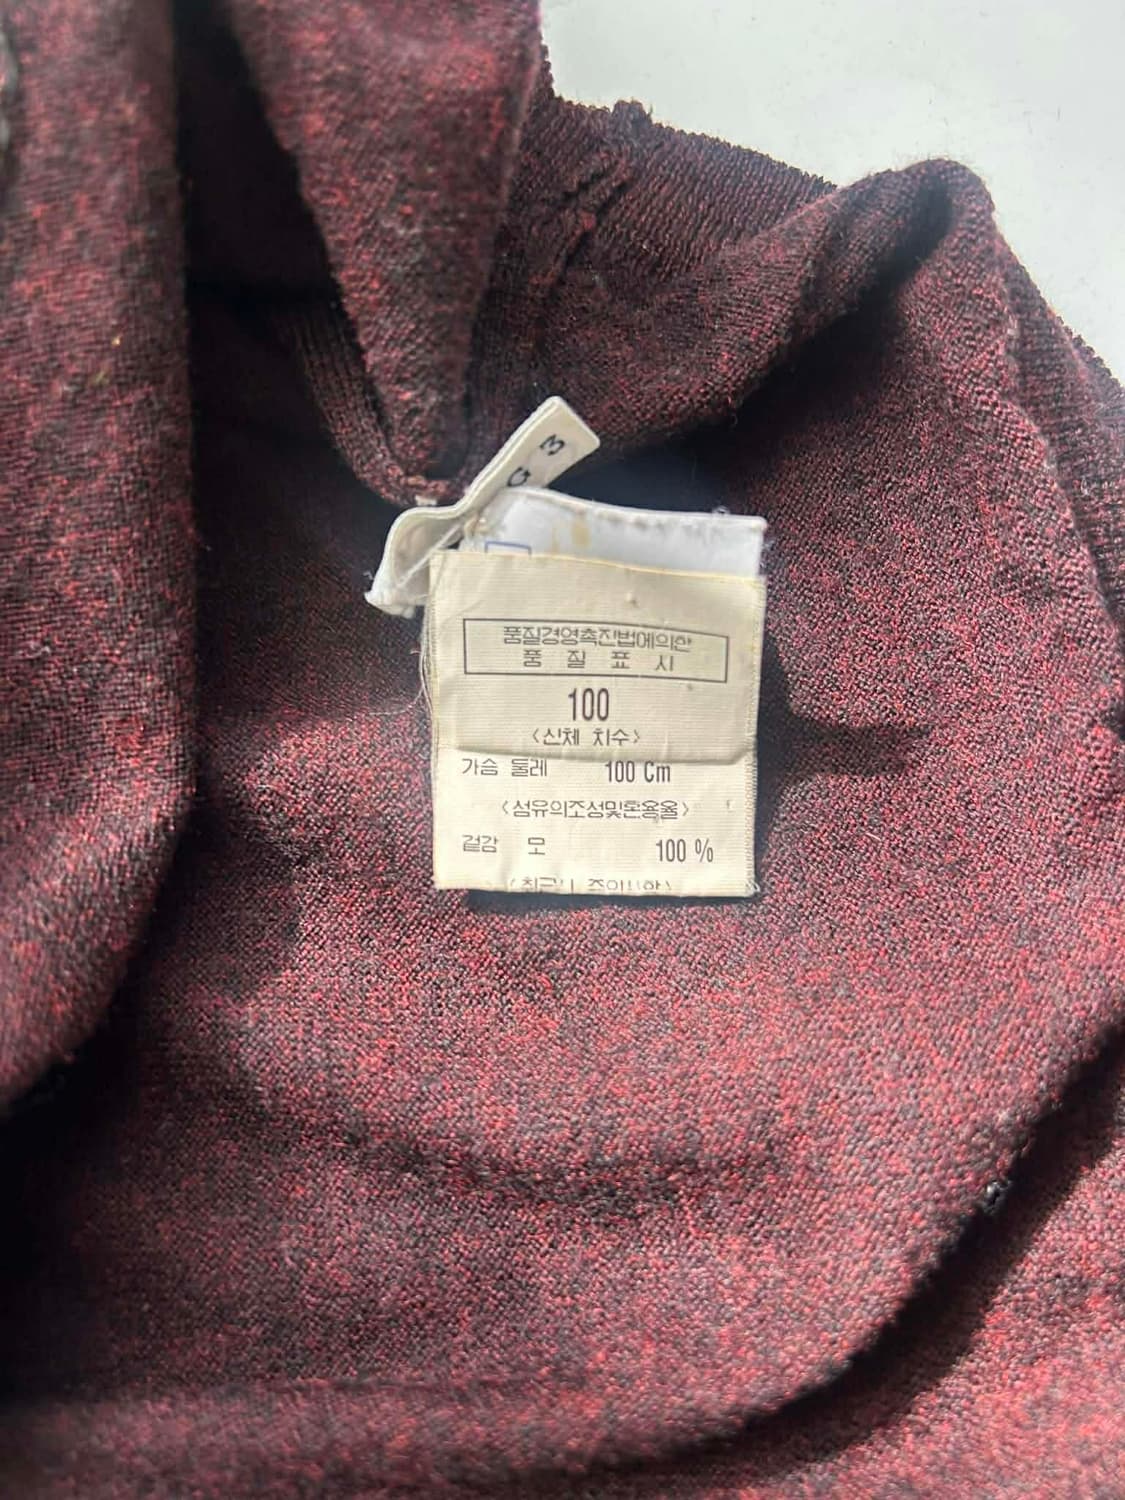 G 3
품질경영촉진법에의한
품 질 표 시
100
<신체 치수>
가슴 둘레 100 Cm
<섬유의조성및혼용율>
겉감 모 100 %